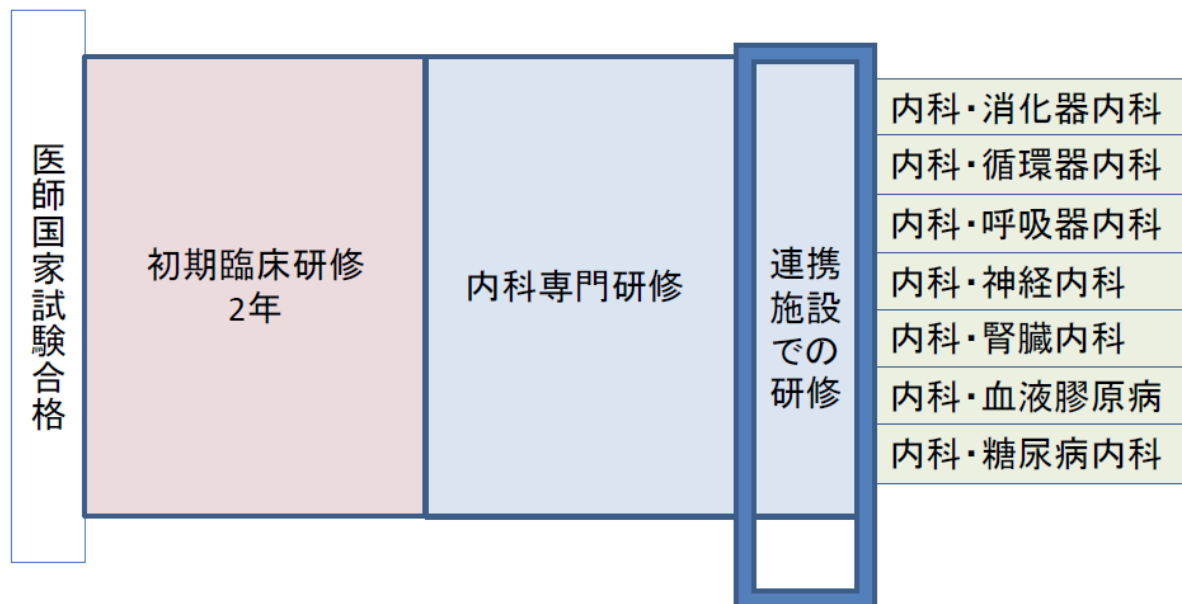 医師国家試験合格
初期臨床研修
2年
内科専門研修
連携
施設
での
研修
内科・消化器内科
内科・循環器内科
内科・呼吸器内科
内科・神経内科
内科・腎臓内科
内科・血液膠原病
内科・糖尿病内科